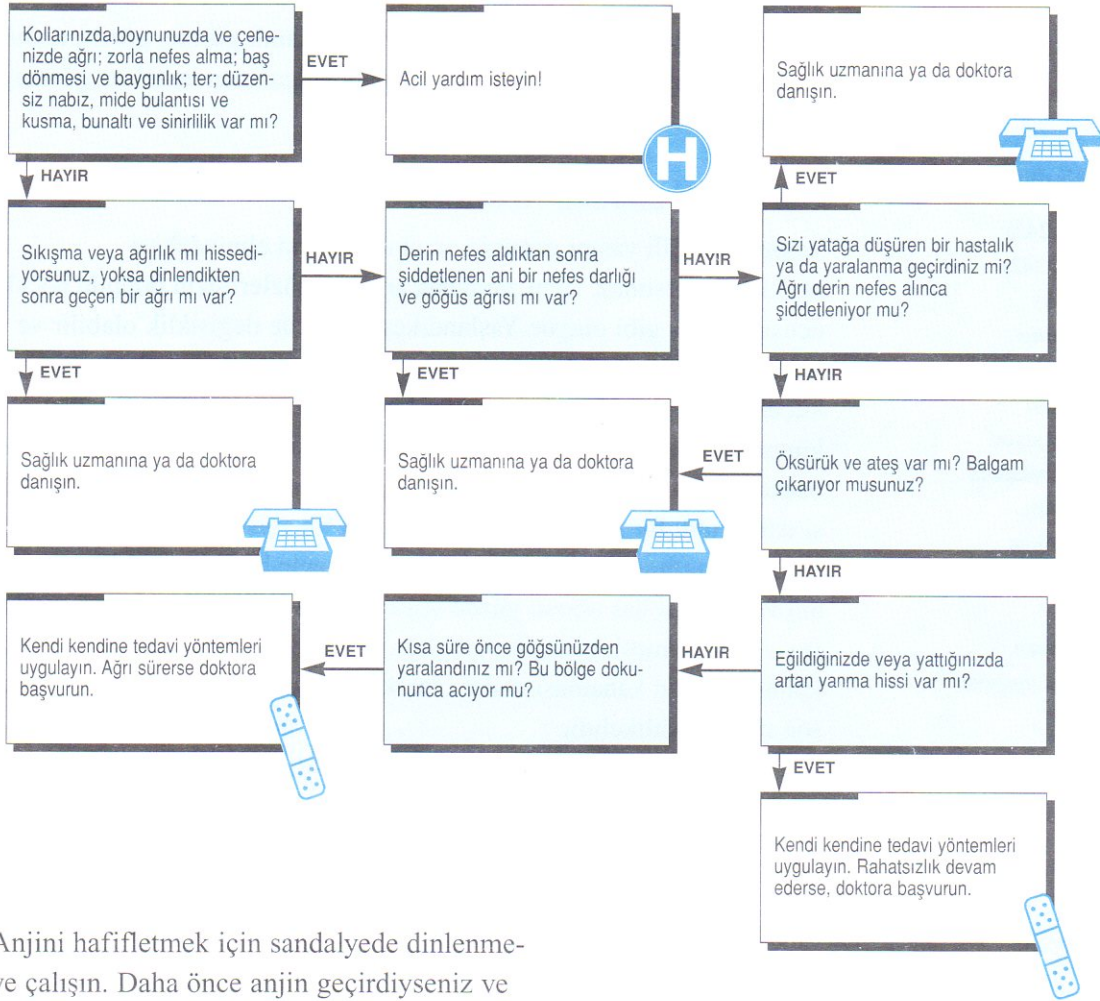 Kollarınızda,boynunuzda ve çene-
nizde ağrı; zorla nefes alma; baş
dönmesi ve baygınlık; ter; düzen-
siz nabız, mide bulantısı ve
kusma, bunaltı ve sinirlilik var mı?
EVET
Acil yardım isteyin!
H
Sağlık uzmanına ya da doktora
danışın.
HAYIR
EVET
Sıkışma veya ağırlık mı hissedi-
yorsunuz, yoksa dinlendikten
sonra geçen bir ağrı mı var?
HAYIR
Derin nefes aldıktan sonra
şiddetlenen ani bir nefes darlığı
ve göğüs ağrısı mı var?
HAYIR
Sizi yatağa düşüren bir hastalık
ya da yaralanma geçirdiniz mi?
Ağrı derin nefes alınca
şiddetleniyor mu?
EVET
EVET
HAYIR
Sağlık uzmanına ya da doktora
danışın.
Sağlık uzmanına ya da doktora
danışın.
EVET
Öksürük ve ateş var mı? Balgam
çıkarıyor musunuz?
HAYIR
Kendi kendine tedavi yöntemleri
uygulayın. Ağrı sürerse doktora
başvurun.
EVET
Kısa süre önce göğsünüzden
yaralandınız mı? Bu bölge doku-
nunca acıyor mu?
HAYIR
Eğildiğinizde veya yattığınızda
artan yanma hissi var mı?
EVET
Kendi kendine tedavi yöntemleri
uygulayın. Rahatsızlık devam
ederse, doktora başvurun.
Anjini hafifletmek için sandalyede dinlenme-
ye çalışın. Daha önce anjin geçirdiyseniz ve